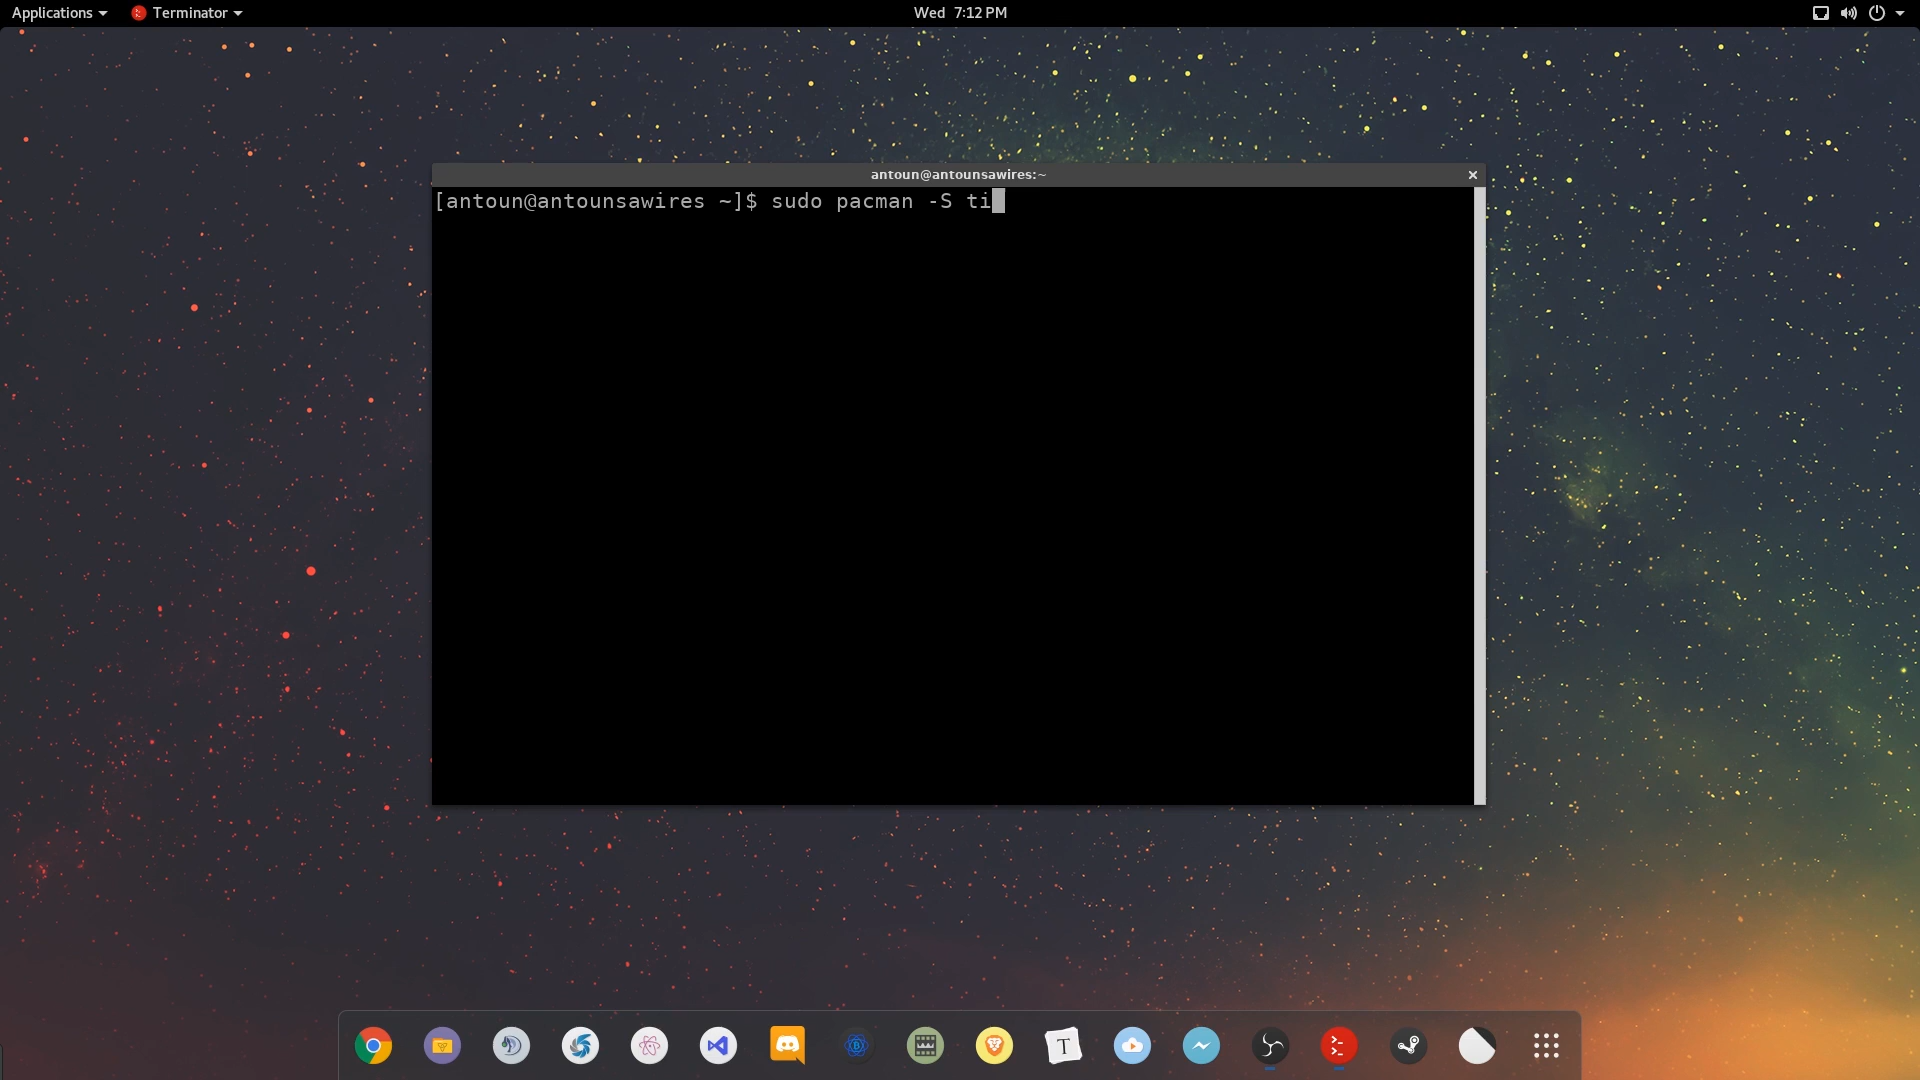 Applications Terminator Wed 7:12 PM
antoun@antounsawires:~
[antoun@antounsawires ~]$ sudo pacman -S ti
T